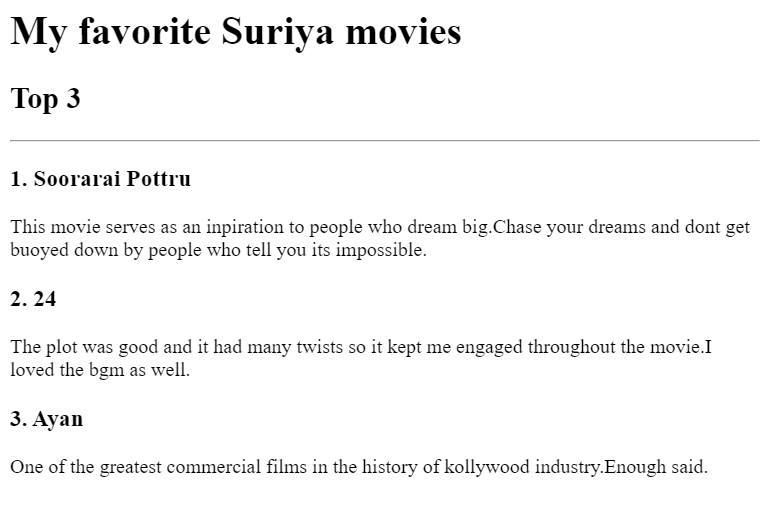 My favorite Suriya movies
Top 3
1. Soorarai Pottru
This movie serves as an inpiration to people who dream big.Chase your dreams and dont get
buoyed down by people who tell you its impossible.
2. 24
The plot was good and it had many twists so it kept me engaged throughout the movie.I
loved the bgm as well.
3. Ayan
One of the greatest commercial films in the history of kollywood industry.Enough said.